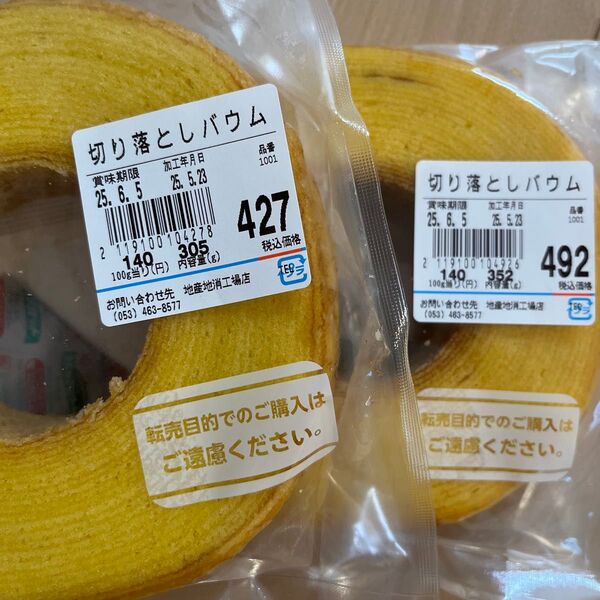 切り落としバウム
賞味期限 加工年月日 品番
25.6.5 25.5.23 1001
2 119100 104278
427
140 305 税込価格
100g当り(円) 内容量(g)
プラ
お問い合わせ先 地産地消工場店
(053) 463-8577
転売目的でのご購入は
ご遠慮ください。
切り落としバウム
賞味期限 加工年月日 品番
25.6.5 25.5.23 1001
2 119100 104926
492
140 352 税込価格
100g当り(円) 内容量(g)
プラ
お問い合わせ先 地産地消工場店
(053) 463-8577
転売目的でのご購入は
ご遠慮ください。